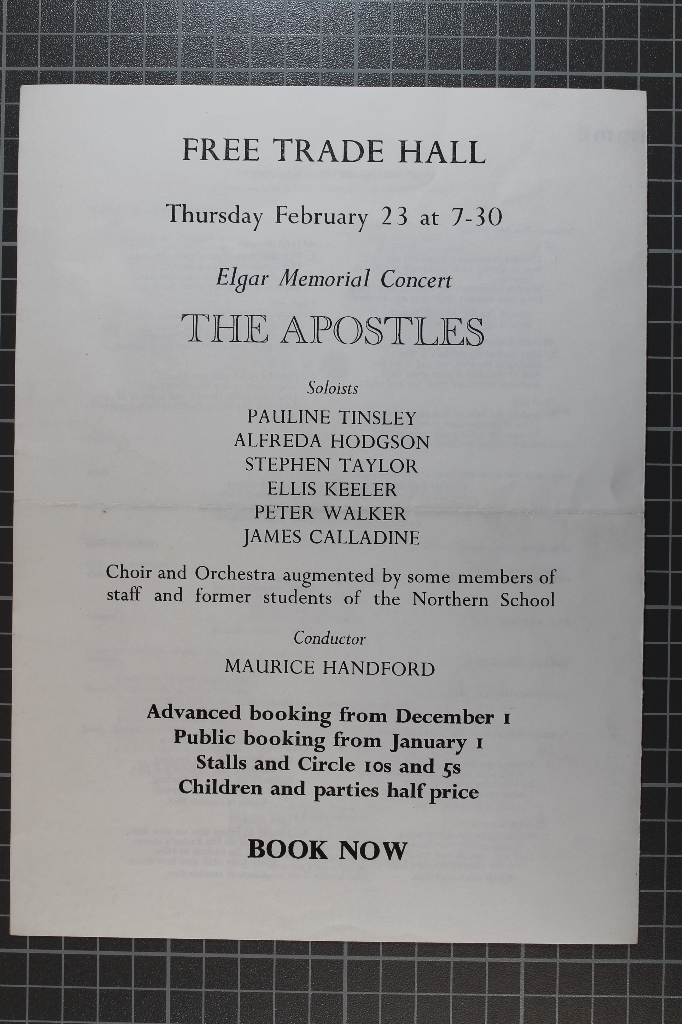 FREE TRADE HALL
Thursday February 23 at 7-30
Elgar Memorial Concert
THE APOSTLES
Soloists
PAULINE TINSLEY
ALFREDA HODGSON
STEPHEN TAYLOR
ELLIS KEELER
PETER WALKER
JAMES CALLADINE
Choir and Orchestra augmented by some members of
staff and former students of the Northern School
Conductor
MAURICE HANDFORD
Advanced booking from December 1
Public booking from January 1
Stalls and Circle 10s and 5s
Children and parties half price
BOOK NOW